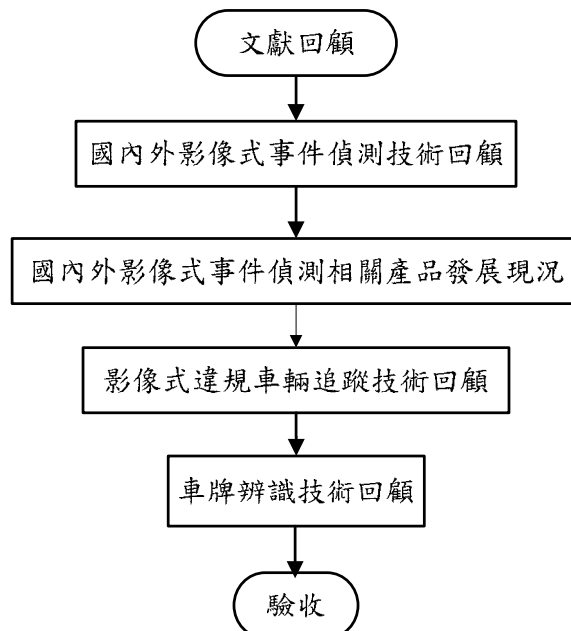 文獻回顧
國內外影像式事件偵測技術回顧
國內外影像式事件偵測相關產品發展現況
影像式違規車輛追蹤技術回顧
車牌辨識技術回顧
驗收